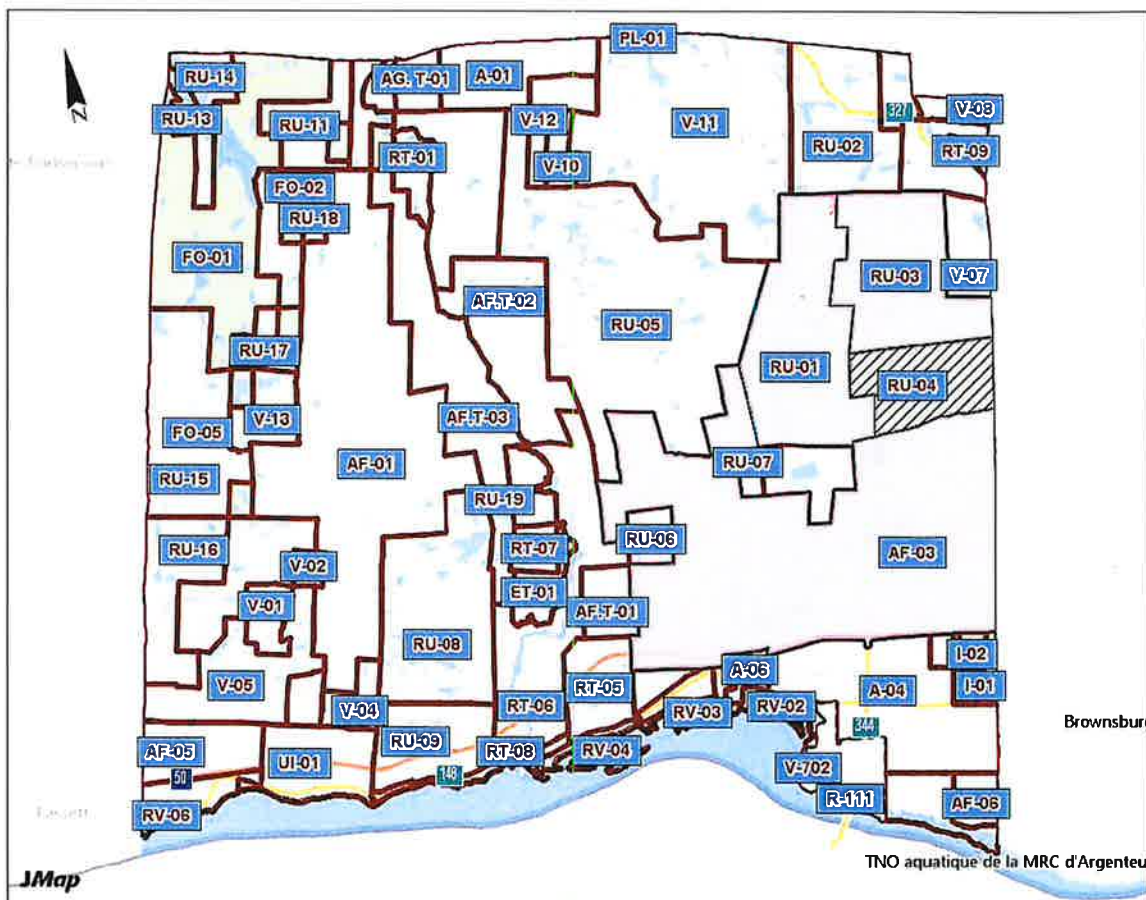 PL-01
RU-14
AG. T-01
A-01
RU-13
RU-11
V-12
V-11
327
V-08
RU-02
RT-09
RT-01
V-10
FO-02
RU-18
FO-01
RU-03
V-07
AF.T-02
RU-05
RU-17
RU-01
RU-04
V-13
AF.T-03
FO-05
AF-01
RU-07
RU-15
RU-19
RU-16
RT-07
RU-06
AF-03
V-02
ET-01
V-01
AF.T-01
RU-08
I-02
A-06
V-05
RT-05
A-04
I-01
V-04
RT-06
RV-03
RV-02
344
Brownsburg
RU-09
AF-05
UI-01
RT-08
RV-04
50
148
V-702
R-111
AF-06
RV-06
Fassett
N
TNO aquatique de la MRC d'Argenteu
JMap